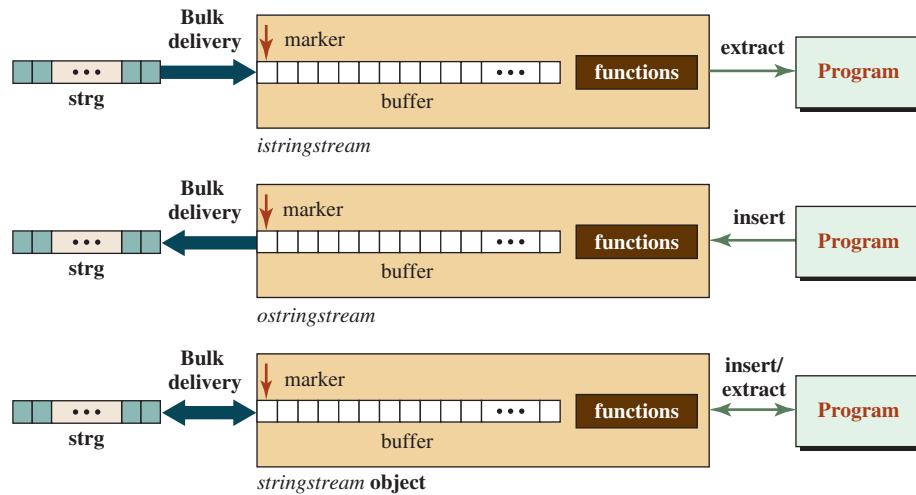 Bulk
delivery
marker
extract
•••
•••
functions
Program
strg
buffer
istringstream
Bulk
delivery
marker
insert
•••
•••
functions
Program
strg
buffer
ostringstream
Bulk
delivery
marker
insert/
extract
•••
•••
functions
Program
strg
buffer
stringstream object